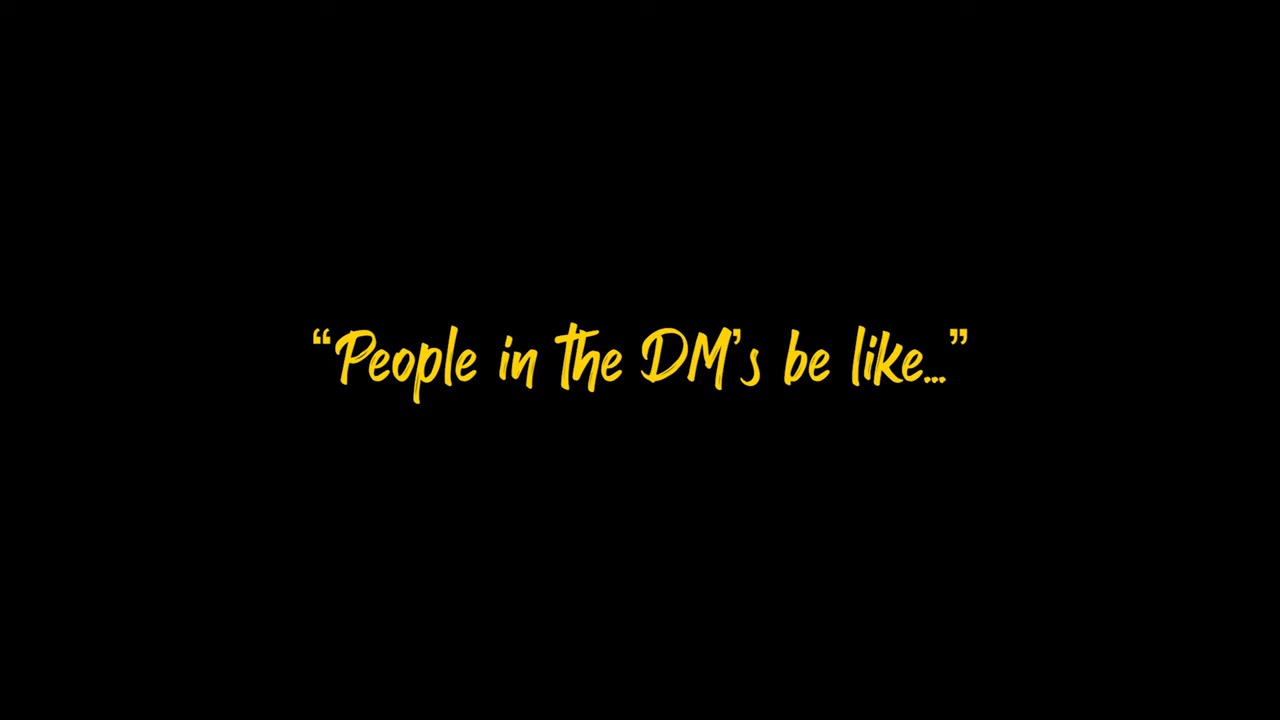 “People in the DM’s be like...”